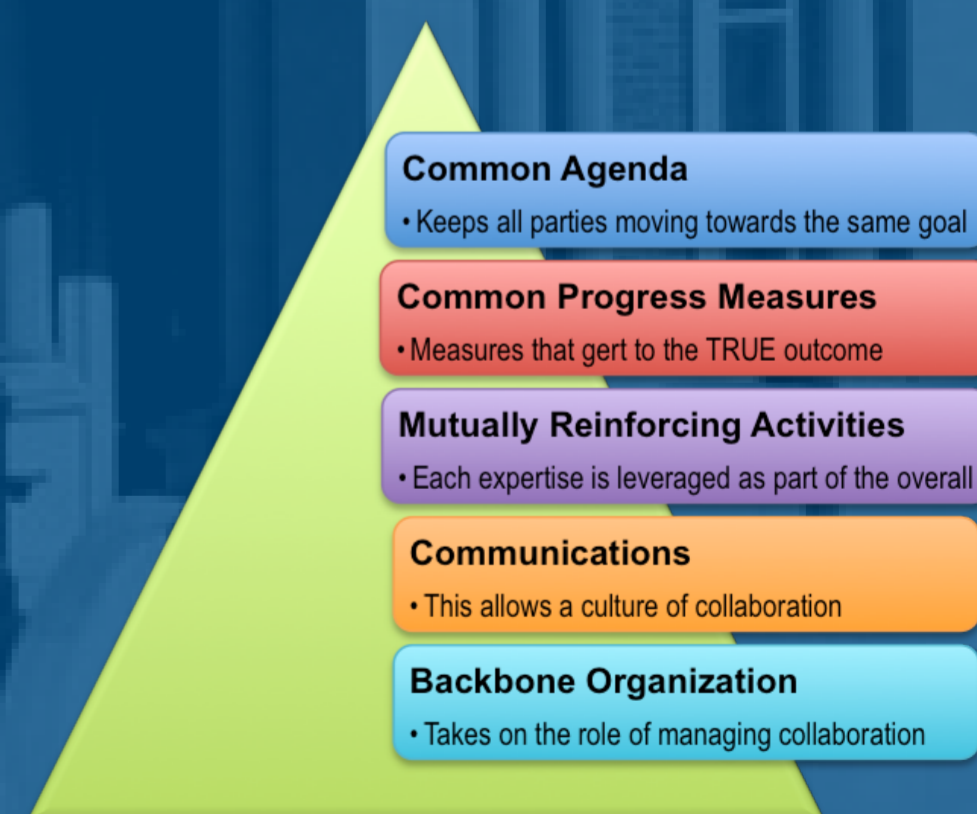 Common Agenda
• Keeps all parties moving towards the same goal
Common Progress Measures
• Measures that gert to the TRUE outcome
Mutually Reinforcing Activities
• Each expertise is leveraged as part of the overall
Communications
• This allows a culture of collaboration
Backbone Organization
• Takes on the role of managing collaboration